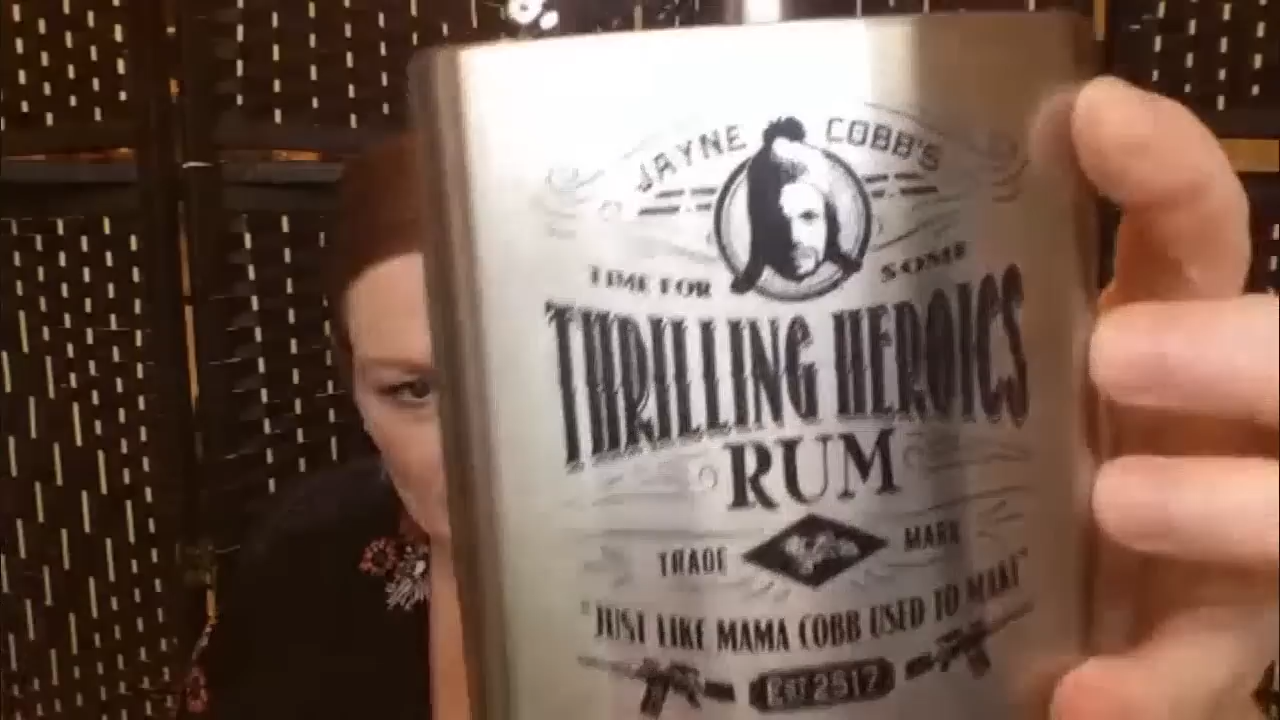 JAYNE COBB'S
TIME FOR SOME
THRILLING HEROICS
RUM
TRADE MARK
"JUST LIKE MAMA COBB USED TO MAKE"
EST 2517